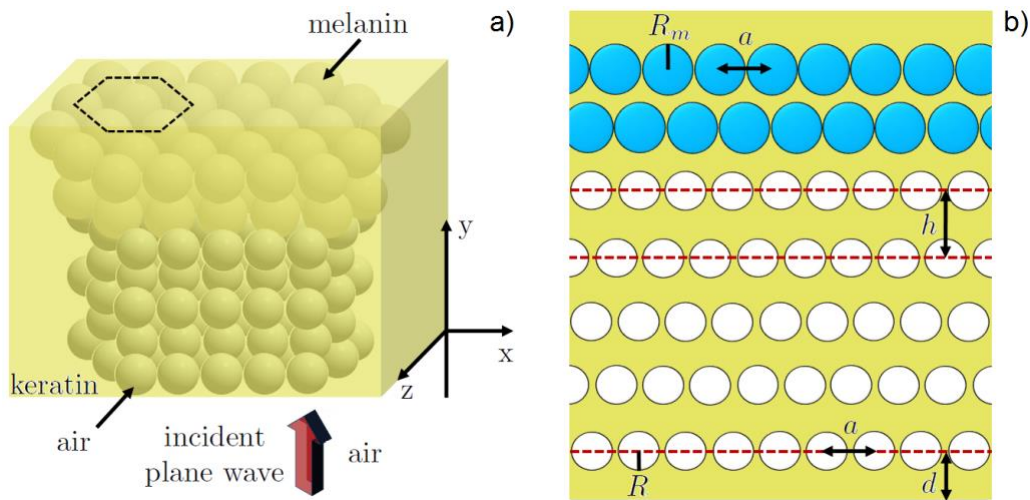 melanin
a)
y
x
z
keratin
air
incident
plane wave
air
b)
R_m
a
h
a
R
d